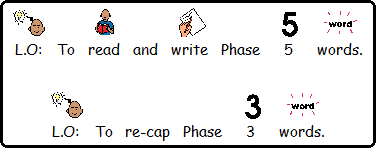 5 word
L.O: To read and write Phase 5 words.
3 word
L.O: To re-cap Phase 3 words.